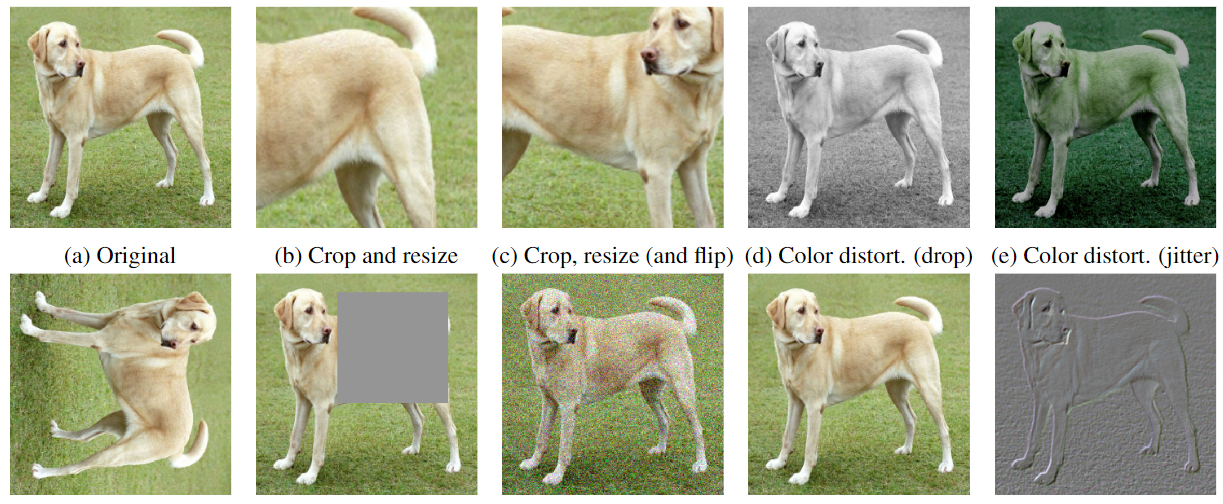 (a) Original
(b) Crop and resize
(c) Crop, resize (and flip)
(d) Color distort. (drop)
(e) Color distort. (jitter)